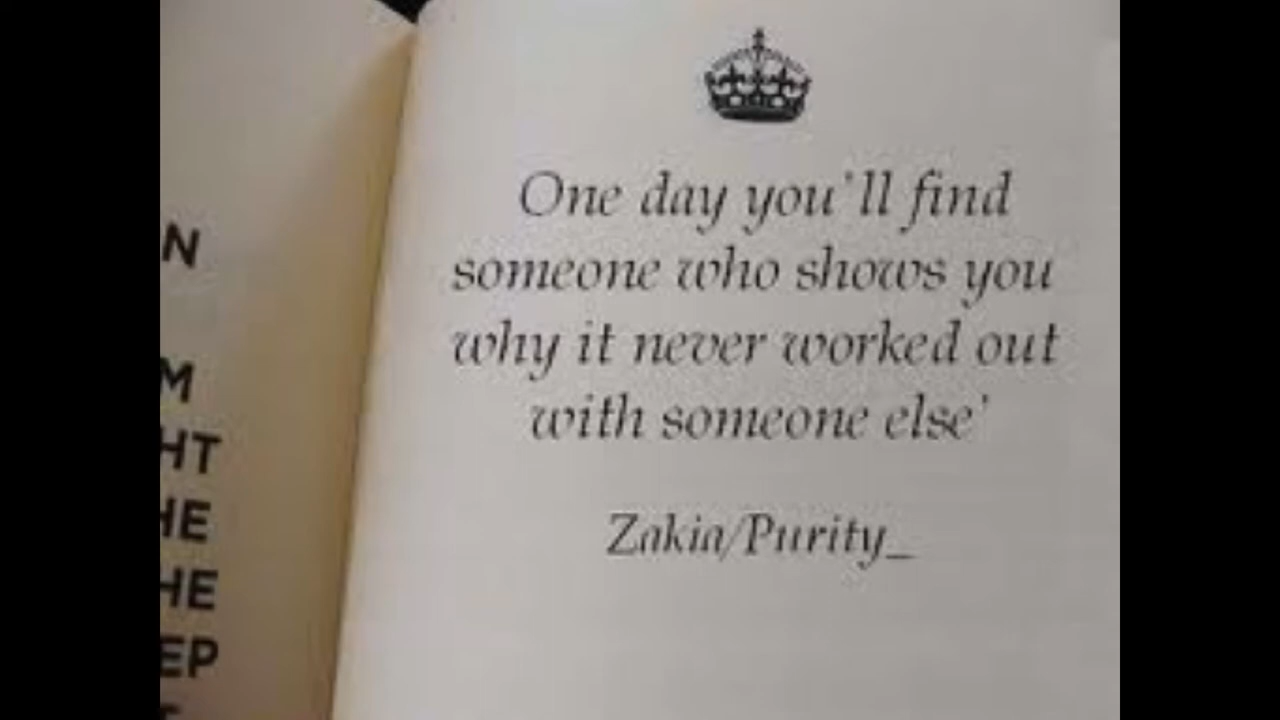 N
M
HT
HE
HE
EP
One day you'll find
someone who shows you
why it never worked out
with someone else'
Zakia/Purity_